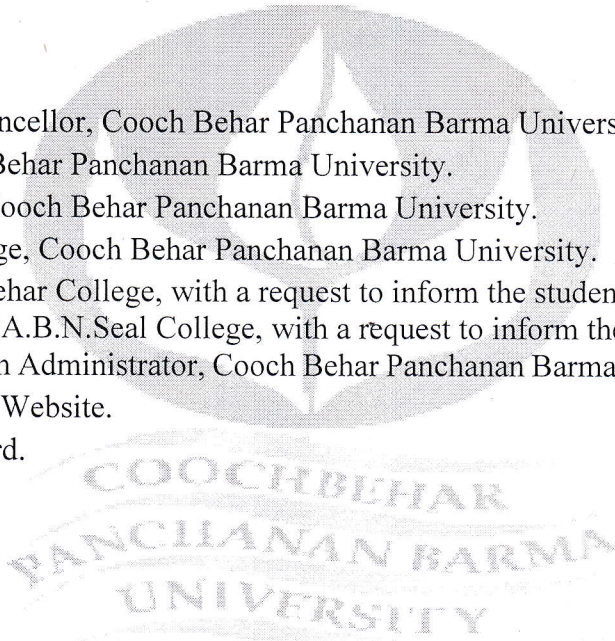 ncellor, Cooch Behar Panchanan Barma Univers
Behar Panchanan Barma University.
Cooch Behar Panchanan Barma University.
ge, Cooch Behar Panchanan Barma University.
ehar College, with a request to inform the studen
A.B.N.Seal College, with a request to inform the
n Administrator, Cooch Behar Panchanan Barma
Website.
rd.
COOCHBEHAR
PANCHANAN BARMA
UNIVERSITY